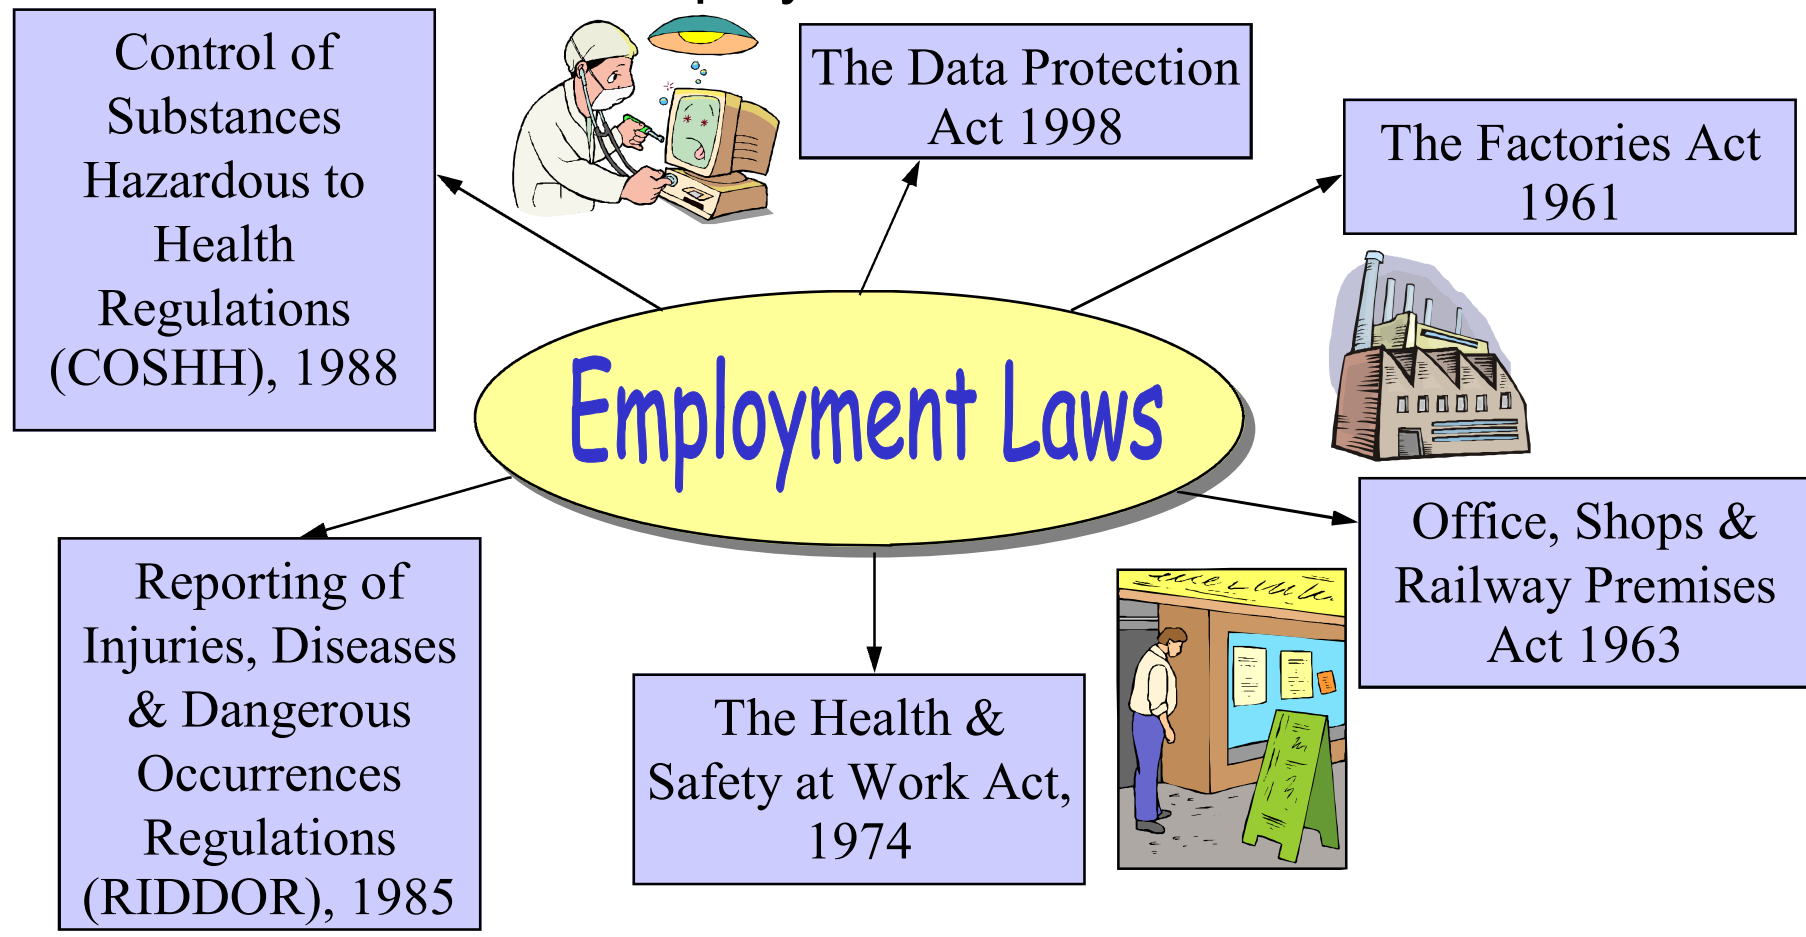 Control of
Substances
Hazardous to
Health
Regulations
(COSHH), 1988
The Data Protection
Act 1998
The Factories Act
1961
Employment Laws
Office, Shops &
Railway Premises
Act 1963
Reporting of
Injuries, Diseases
& Dangerous
Occurrences
Regulations
(RIDDOR), 1985
The Health &
Safety at Work Act,
1974